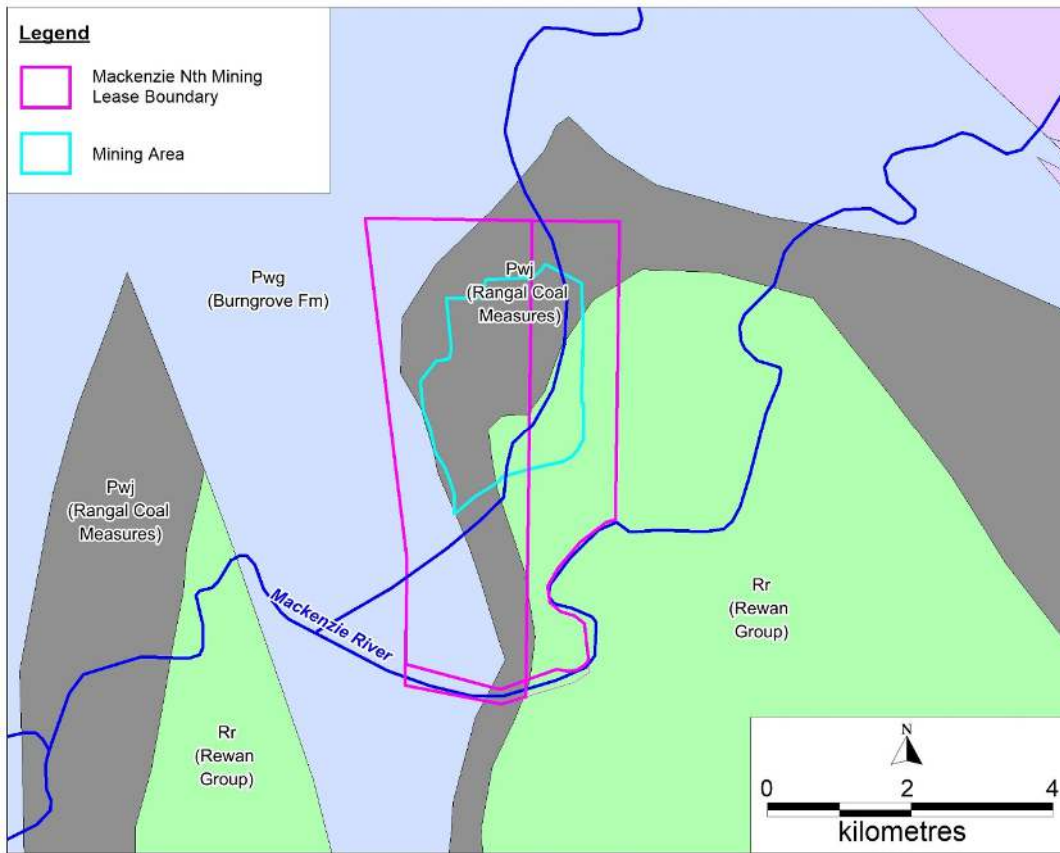 Legend
Mackenzie Nth Mining
Lease Boundary
Mining Area
Pwg
(Burngrove Fm)
Pwj
(Rangal Coal
Measures)
Pwj
(Rangal Coal
Measures)
Mackenzie River
Rr
(Rewan
Group)
Rr
(Rewan
Group)
N
0 2 4
kilometres